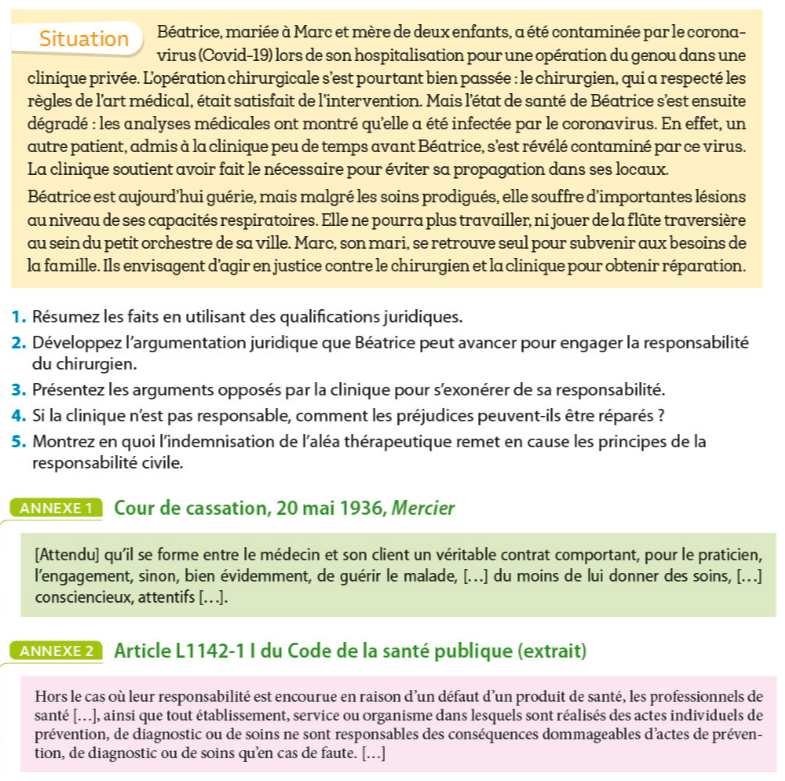 Situation
Béatrice, mariée à Marc et mère de deux enfants, a été contaminée par le corona-
virus (Covid-19) lors de son hospitalisation pour une opération du genou dans une
clinique privée. L'opération chirurgicale s'est pourtant bien passée : le chirurgien, qui a respecté les
règles de l'art médical, était satisfait de l'intervention. Mais l'état de santé de Béatrice s'est ensuite
dégradé : les analyses médicales ont montré qu'elle a été infectée par le coronavirus. En effet, un
autre patient, admis à la clinique peu de temps avant Béatrice, s'est révélé contaminé par ce virus.
La clinique soutient avoir fait le nécessaire pour éviter sa propagation dans ses locaux.
Béatrice est aujourd'hui guérie, mais malgré les soins prodigués, elle souffre d'importantes lésions
au niveau de ses capacités respiratoires. Elle ne pourra plus travailler, ni jouer de la flûte traversière
au sein du petit orchestre de sa ville. Marc, son mari, se retrouve seul pour subvenir aux besoins de
la famille. Ils envisagent d'agir en justice contre le chirurgien et la clinique pour obtenir réparation.
1. Résumez les faits en utilisant des qualifications juridiques.
2. Développez l'argumentation juridique que Béatrice peut avancer pour engager la responsabilité
du chirurgien.
3. Présentez les arguments opposés par la clinique pour s'exonérer de sa responsabilité.
4. Si la clinique n'est pas responsable, comment les préjudices peuvent-ils être réparés ?
5. Montrez en quoi l'indemnisation de l'aléa thérapeutique remet en cause les principes de la
responsabilité civile.
ANNEXE 1 Cour de cassation, 20 mai 1936, Mercier
[Attendu] qu'il se forme entre le médecin et son client un véritable contrat comportant, pour le praticien,
l'engagement, sinon, bien évidemment, de guérir le malade, [...] du moins de lui donner des soins, [...]
consciencieux, attentifs [...].
ANNEXE 2 Article L1142-1 I du Code de la santé publique (extrait)
Hors le cas où leur responsabilité est encourue en raison d'un défaut d'un produit de santé, les professionnels de
santé [...], ainsi que tout établissement, service ou organisme dans lesquels sont réalisés des actes individuels de
prévention, de diagnostic ou de soins ne sont responsables des conséquences dommageables d'actes de préven-
tion, de diagnostic ou de soins qu'en cas de faute. [...]